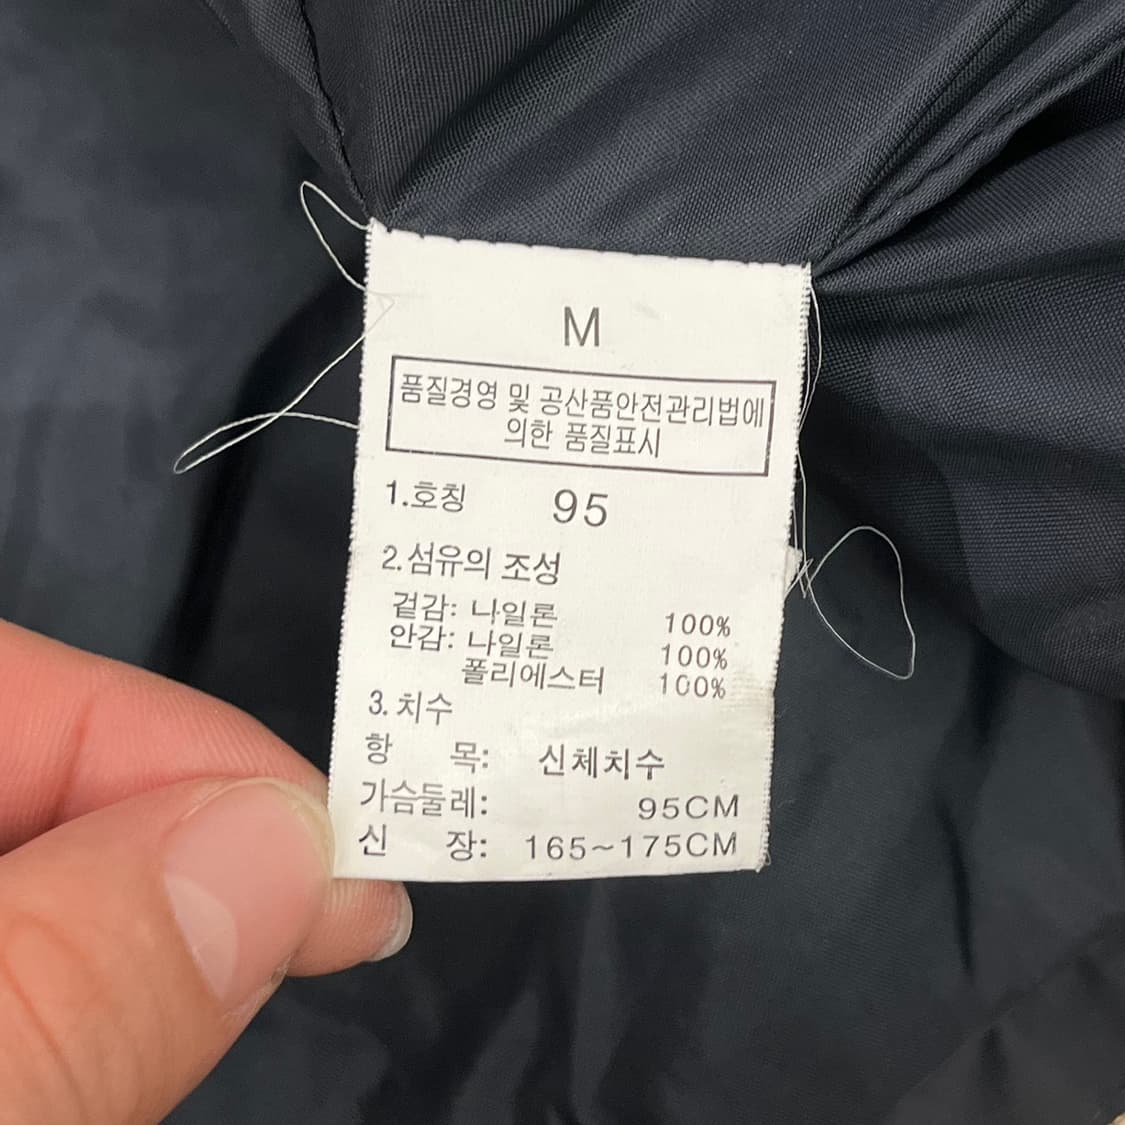 M
품질경영 및 공산품안전관리법에
의한 품질표시
1.호칭 95
2.섬유의 조성
겉감: 나일론 100%
안감: 나일론 100%
폴리에스터 100%
3.치수
항 목: 신체치수
가슴둘레: 95CM
신 장: 165~175CM